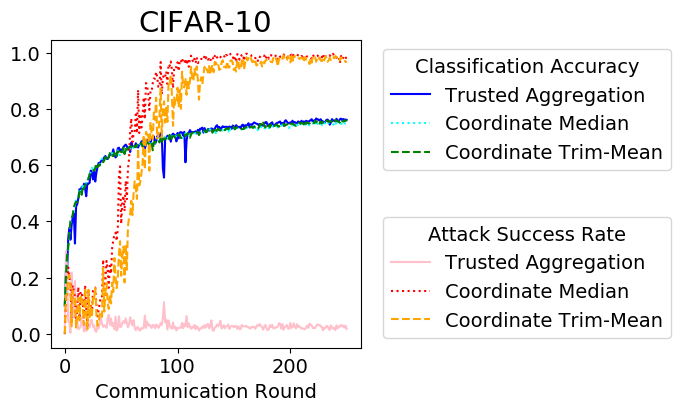 CIFAR-10
1.0
0.8
0.6
0.4
0.2
0.0
0
100
200
Communication Round
Classification Accuracy
Trusted Aggregation
Coordinate Median
Coordinate Trim-Mean
Attack Success Rate
Trusted Aggregation
Coordinate Median
Coordinate Trim-Mean